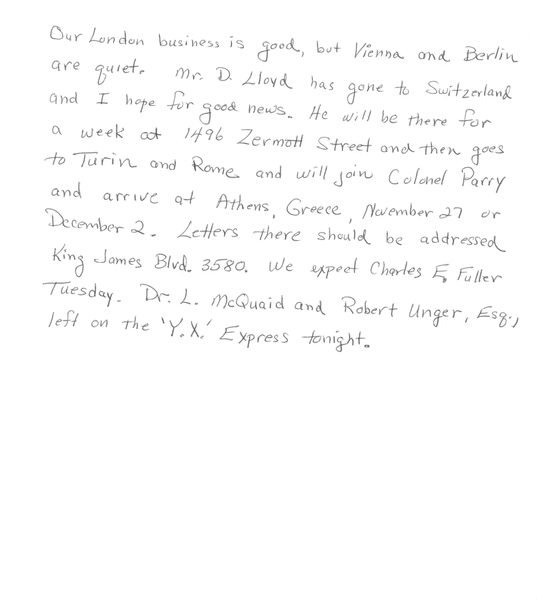 Our London business is good, but Vienna and Berlin
are quiet. Mr. D. Lloyd has gone to Switzerland
and I hope for good news. He will be there for
a week at 1496 Zermott Street and then goes
to Turin and Rome and will join Colonel Parry
and arrive at Athens, Greece, November 27 or
December 2. Letters there should be addressed
King James Blvd. 3580. We expect Charles E. Fuller
Tuesday. Dr. L. McQuaid and Robert Unger, Esq.,
left on the 'Y.X.' Express tonight.